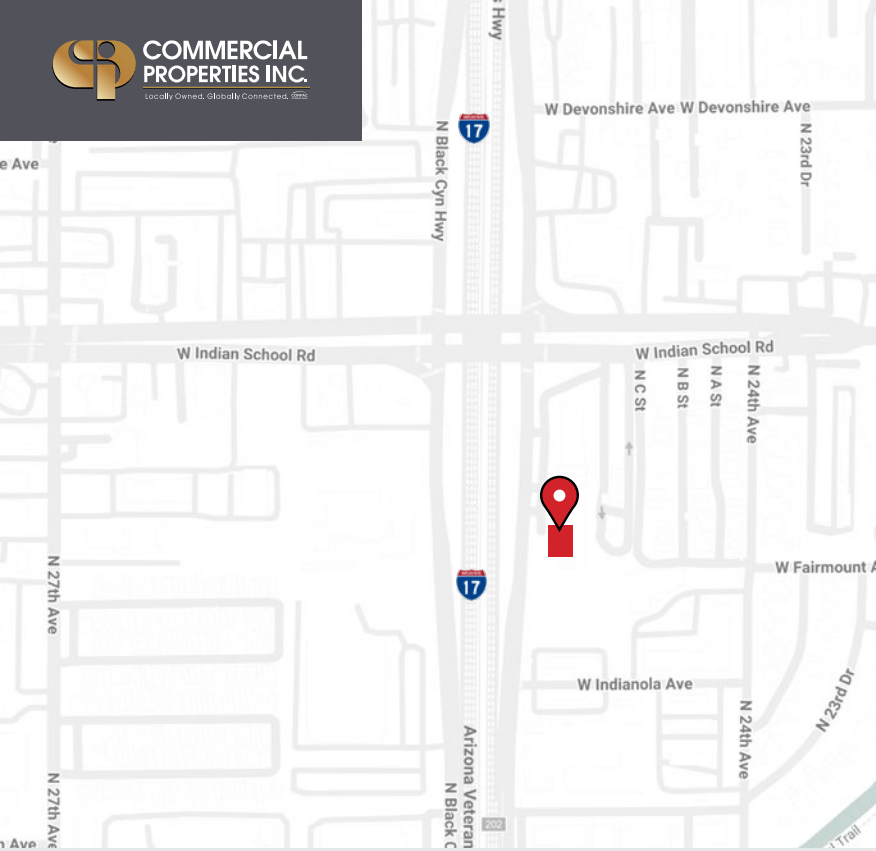 COMMERCIAL
PROPERTIES INC.
Locally Owned. Globally Connected.
s Hwy
17
W Devonshire Ave W Devonshire Ave
N 23rd Dr
N Black Cyn Hwy
e Ave
W Indian School Rd
W Indian School Rd
N C St
N B St
N A St
N 24th Ave
N 27th Ave
17
W Fairmount A
W Indianola Ave
N 23rd Dr
N 24th Ave
Arizona Veteran
N Black C
N 27th Ave
202
n Ave
l Trail